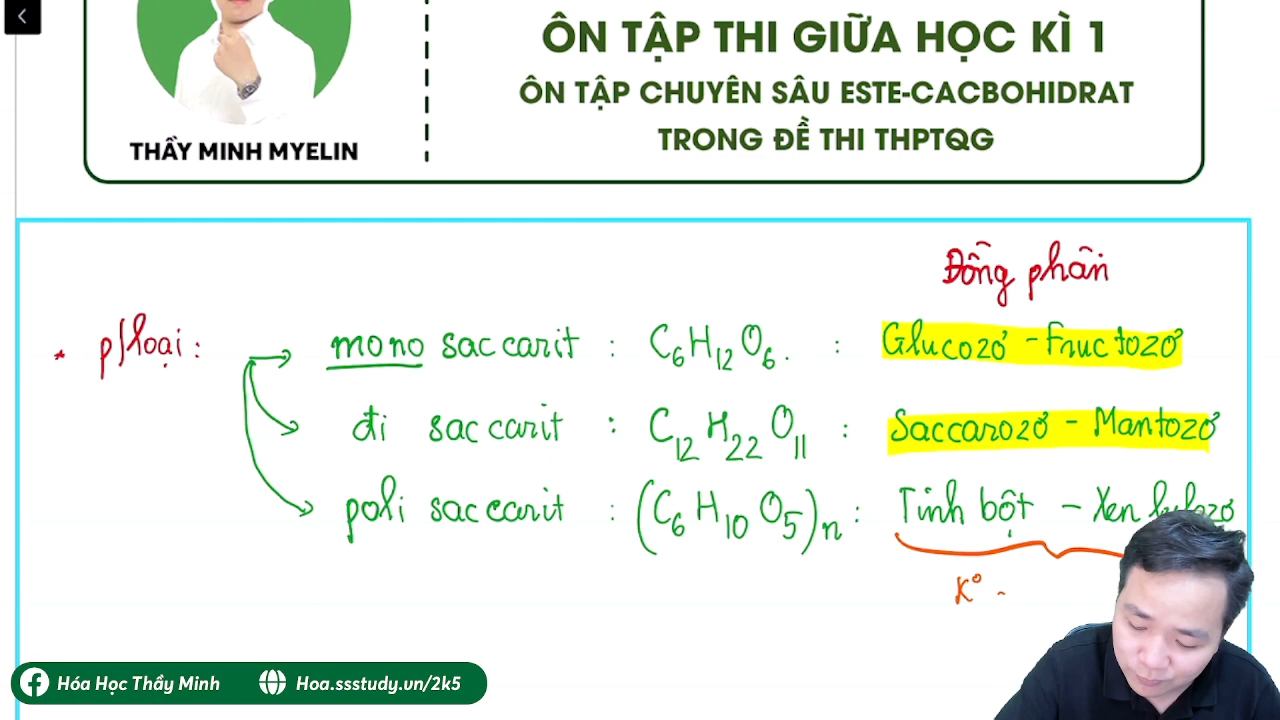 ÔN TẬP THI GIỮA HỌC KÌ 1
ÔN TẬP CHUYÊN SÂU ESTE-CACBOHIDRAT
TRONG ĐỀ THI THPTQG
THẦY MINH MYELIN
Đồng phân
* p/loại :
mono saccarit : C₆H₁₂O₆. : Glucozơ - Fructozơ
đi saccarit : C₁₂H₂₂O₁₁ : Saccarozơ - Mantozơ
poli saccarit : (C₆H₁₀O₅)n : Tinh bột - Xen
K° -
Hóa Học Thầy Minh
Hoa.ssstudy.vn/2k5